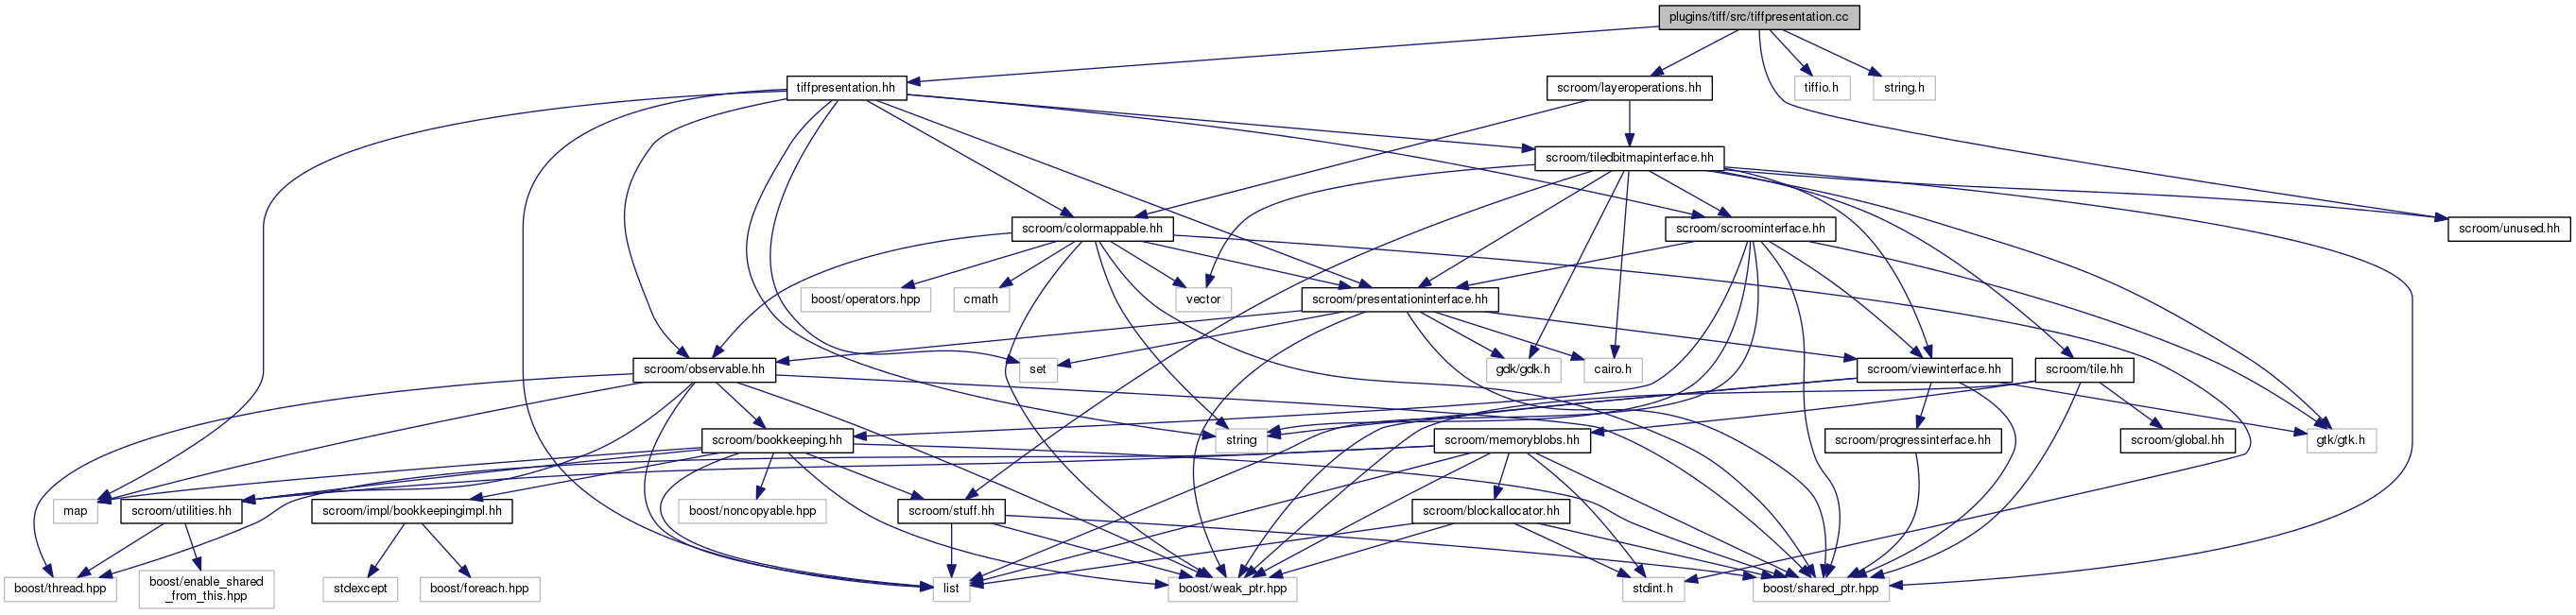 plugins/tiff/src/tiffpresentation.cc
tiffpresentation.hh
scroom/layeroperations.hh
tiffio.h
string.h
scroom/tiledbitmapinterface.hh
scroom/colormappable.hh
scroom/scroominterface.hh
scroom/unused.hh
boost/operators.hpp
cmath
vector
scroom/presentationinterface.hh
scroom/observable.hh
set
gdk/gdk.h
cairo.h
scroom/viewinterface.hh
scroom/tile.hh
scroom/bookkeeping.hh
string
scroom/memoryblobs.hh
scroom/progressinterface.hh
scroom/global.hh
gtk/gtk.h
map
scroom/utilities.hh
scroom/impl/bookkeepingimpl.hh
boost/noncopyable.hpp
scroom/stuff.hh
scroom/blockallocator.hh
boost/thread.hpp
boost/enable_shared
_from_this.hpp
stdexcept
boost/foreach.hpp
list
boost/weak_ptr.hpp
stdint.h
boost/shared_ptr.hpp